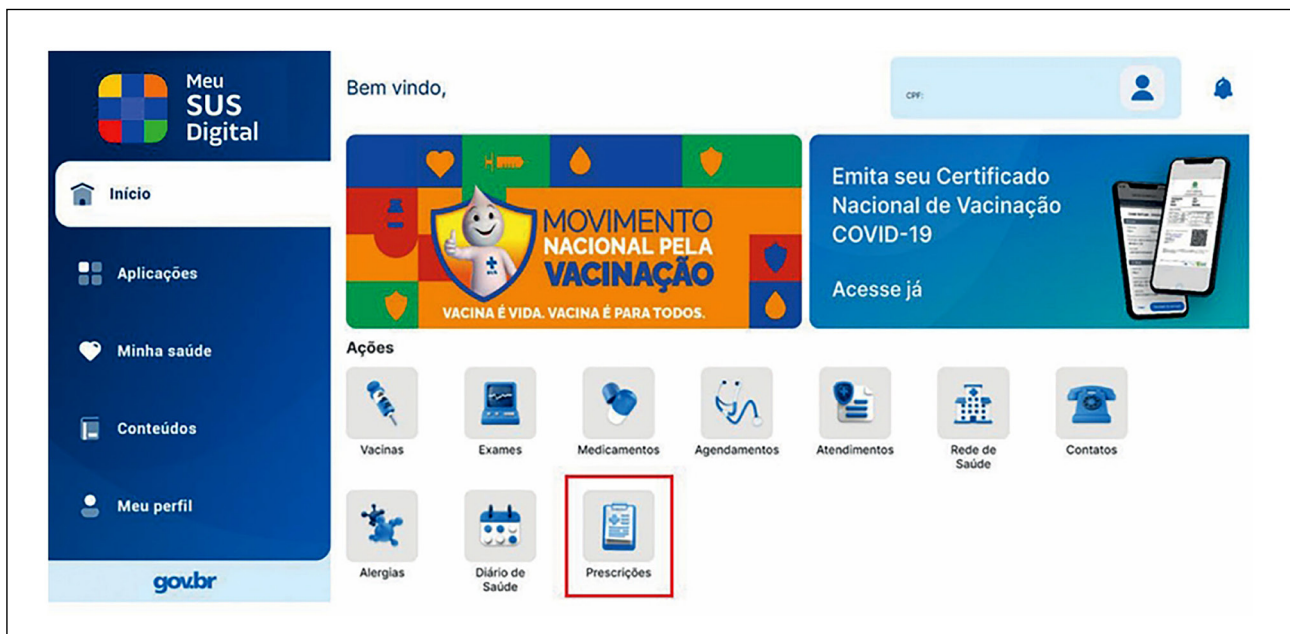 Meu
SUS
Digital
Bem vindo,
CPF:
Início
Aplicações
Minha saúde
Conteúdos
Meu perfil
gov.br
MOVIMENTO
NACIONAL PELA
VACINAÇÃO
VACINA É VIDA. VACINA É PARA TODOS.
Emita seu Certificado
Nacional de Vacinação
COVID-19
Acesse já
Ações
Vacinas
Exames
Medicamentos
Agendamentos
Atendimentos
Rede de
Saúde
Contatos
Alergias
Diário de
Saúde
Prescrições